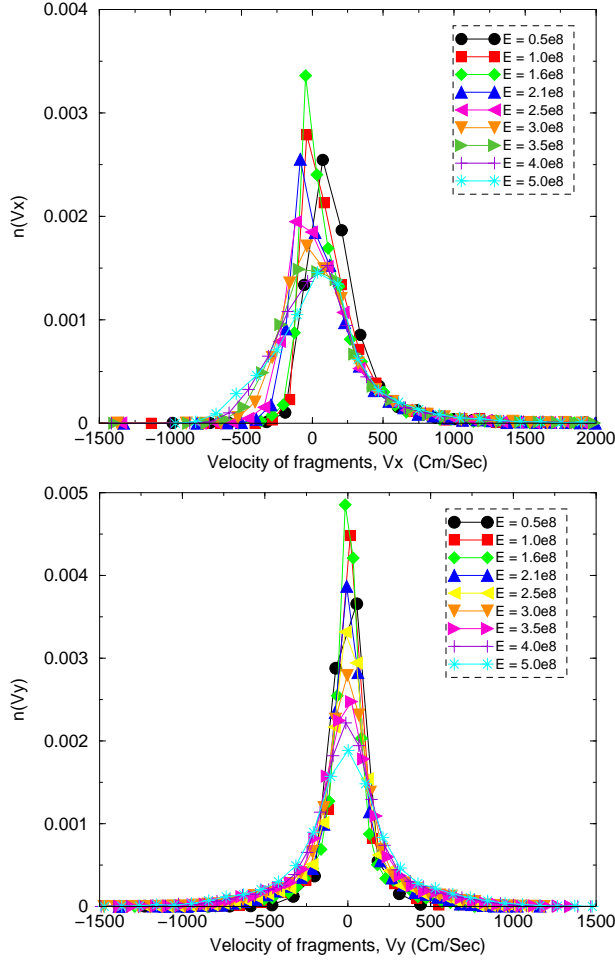 0.004
0.003
0.002
0.001
0
n(Vx)
E = 0.5e8
E = 1.0e8
E = 1.6e8
E = 2.1e8
E = 2.5e8
E = 3.0e8
E = 3.5e8
E = 4.0e8
E = 5.0e8
−1500 −1000 −500 0 500 1000 1500 2000
Velocity of fragments, Vx (Cm/Sec)
0.005
0.004
0.003
0.002
0.001
0
n(Vy)
E = 0.5e8
E = 1.0e8
E = 1.6e8
E = 2.1e8
E = 2.5e8
E = 3.0e8
E = 3.5e8
E = 4.0e8
E = 5.0e8
−1500 −1000 −500 0 500 1000 1500
Velocity of fragments, Vy (Cm/Sec)